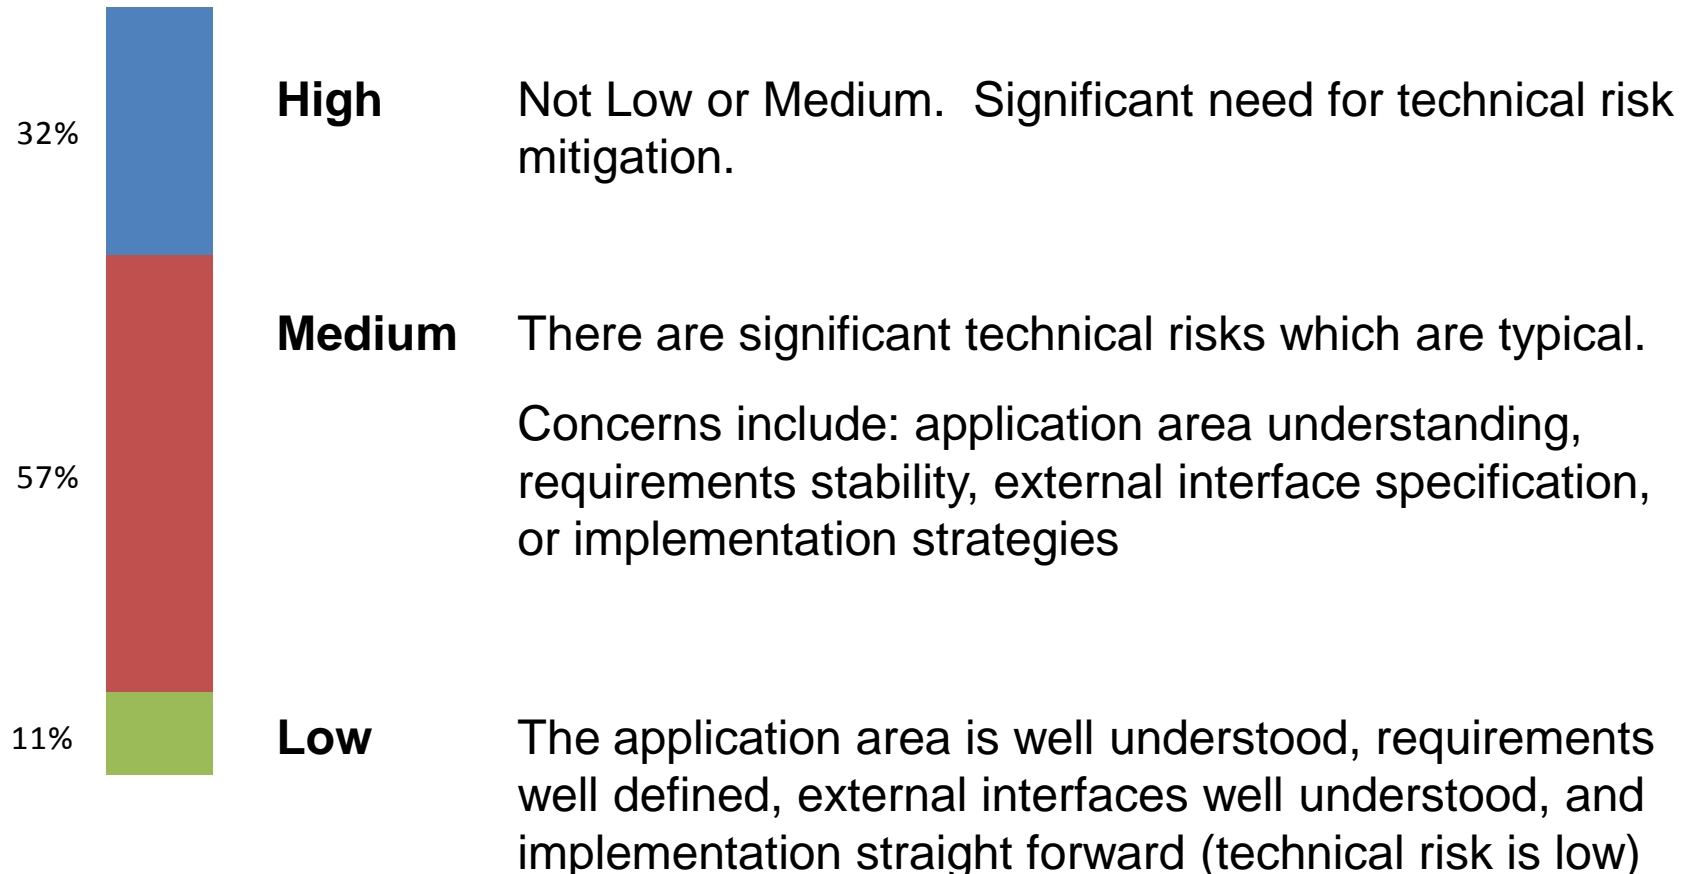 32%
High
Not Low or Medium.  Significant need for technical risk
mitigation.
57%
Medium
There are significant technical risks which are typical.
Concerns include: application area understanding,
requirements stability, external interface specification,
or implementation strategies
11%
Low
The application area is well understood, requirements
well defined, external interfaces well understood, and
implementation straight forward (technical risk is low)